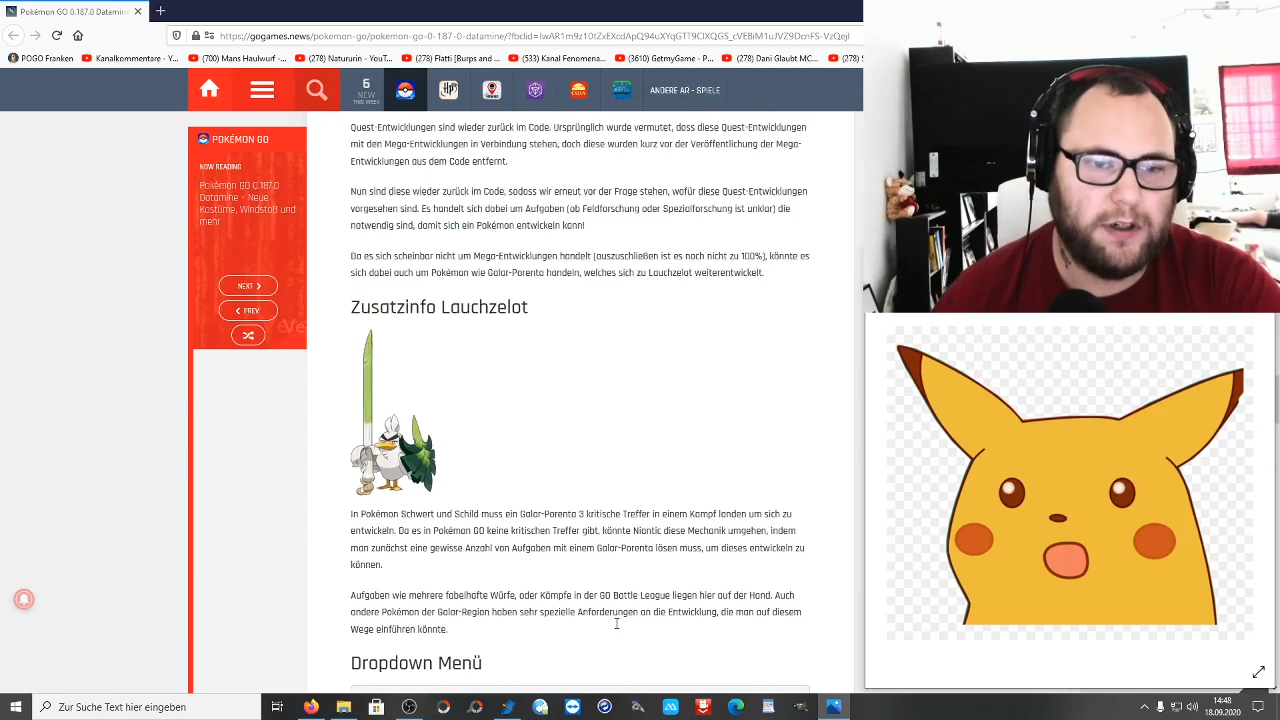 Pokémon GO 0.187.0 Datamine
https://gogames.news/pokemon-go/pokemon-go-0-187-0-datamine/?fbclid=
POGO Franken
Kanalkommentare - Yout...
(700) Mans Haulwurf - ...
(278) Natururin - YouT...
(278) Flatti [Burps and ...
(533) Kanal Fenomena...
(3160) GetmyGame - P...
(278) Dani Glaubt MC...
6
NEW
THIS WEEK
ANDERE AR - SPIELE
POKÉMON GO
NOW READING
Pokémon GO 0.187.0
Datamine – Neue
Kostüme, Windstoß und
mehr
NEXT
PREV
Quest-Entwicklungen sind wieder zurück im Code. Ursprünglich wurde vermutet, dass diese Quest-Entwicklungen
mit den Mega-Entwicklungen in Verbindung stehen, doch diese wurden kurz vor der Veröffentlichung der Mega-
Entwicklungen aus dem Code entfernt.
Nun sind diese wieder zurück im Code, sodass wir erneut vor der Frage stehen, wofür diese Quest-Entwicklungen
vorgesehen sind. Es handelt sich dabei um Aufgaben (ob Feldforschung oder Spezialforschung ist unklar) die
notwendig sind, damit sich ein Pokémon entwickeln kann!
Da es sich scheinbar nicht um Mega-Entwicklungen handelt (auszuschließen ist es noch nicht zu 100%), könnte es
sich dabei auch um Pokémon wie Galar-Porenta handeln, welches sich zu Lauchzelot weiterentwickelt.
Zusatzinfo Lauchzelot
In Pokémon Schwert und Schild muss ein Galar-Porenta 3 kritische Treffer in einem Kampf landen um sich zu
entwickeln. Da es in Pokémon GO keine kritischen Treffer gibt, könnte Niantic diese Mechanik umgehen, indem
man zunächst eine gewisse Anzahl von Aufgaben mit einem Galar-Porenta lösen muss, um dieses entwickeln zu
können.
Aufgaben wie mehrere fabelhafte Würfe, oder Kämpfe in der GO Battle League liegen hier auf der Hand. Auch
andere Pokémon der Galar-Region haben sehr spezielle Anforderungen an die Entwicklung, die man auf diesem
Wege einführen könnte.
Dropdown Menü
Zur Suche Text hier eingeben
14:48
18.09.2020